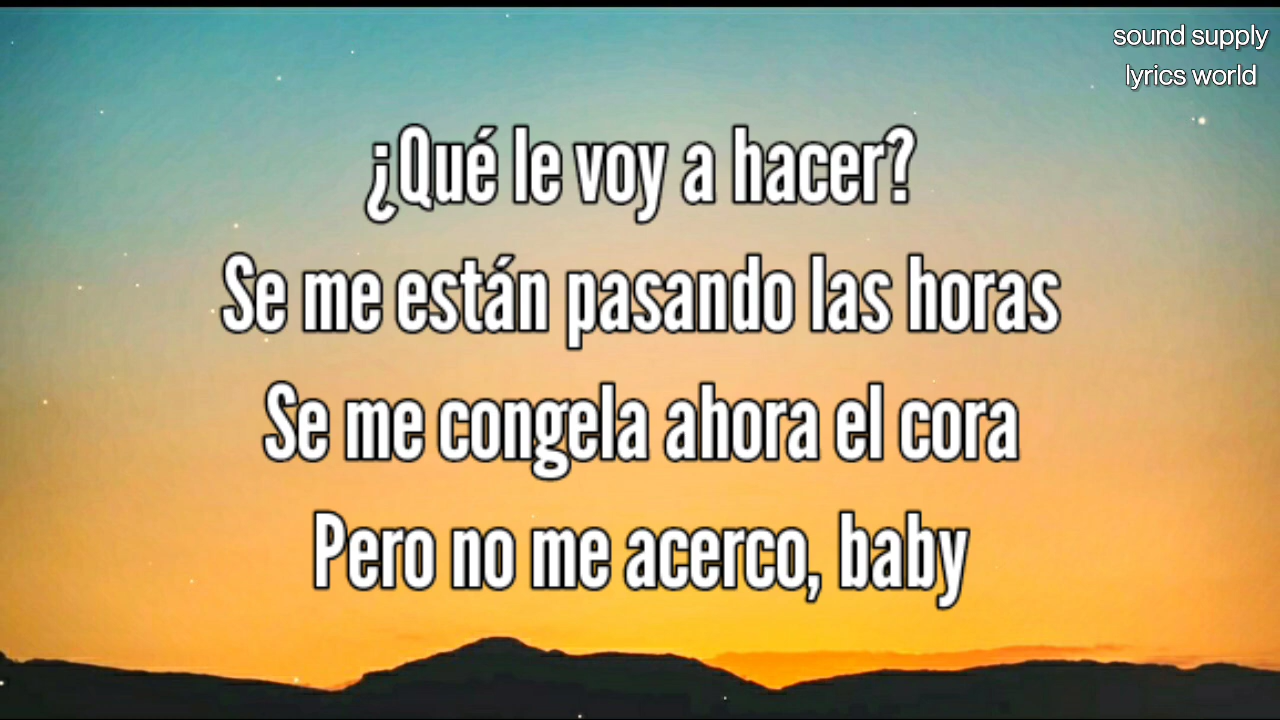 sound supply
lyrics world
¿Qué le voy a hacer?
Se me están pasando las horas
Se me congela ahora el cora
Pero no me acerco, baby